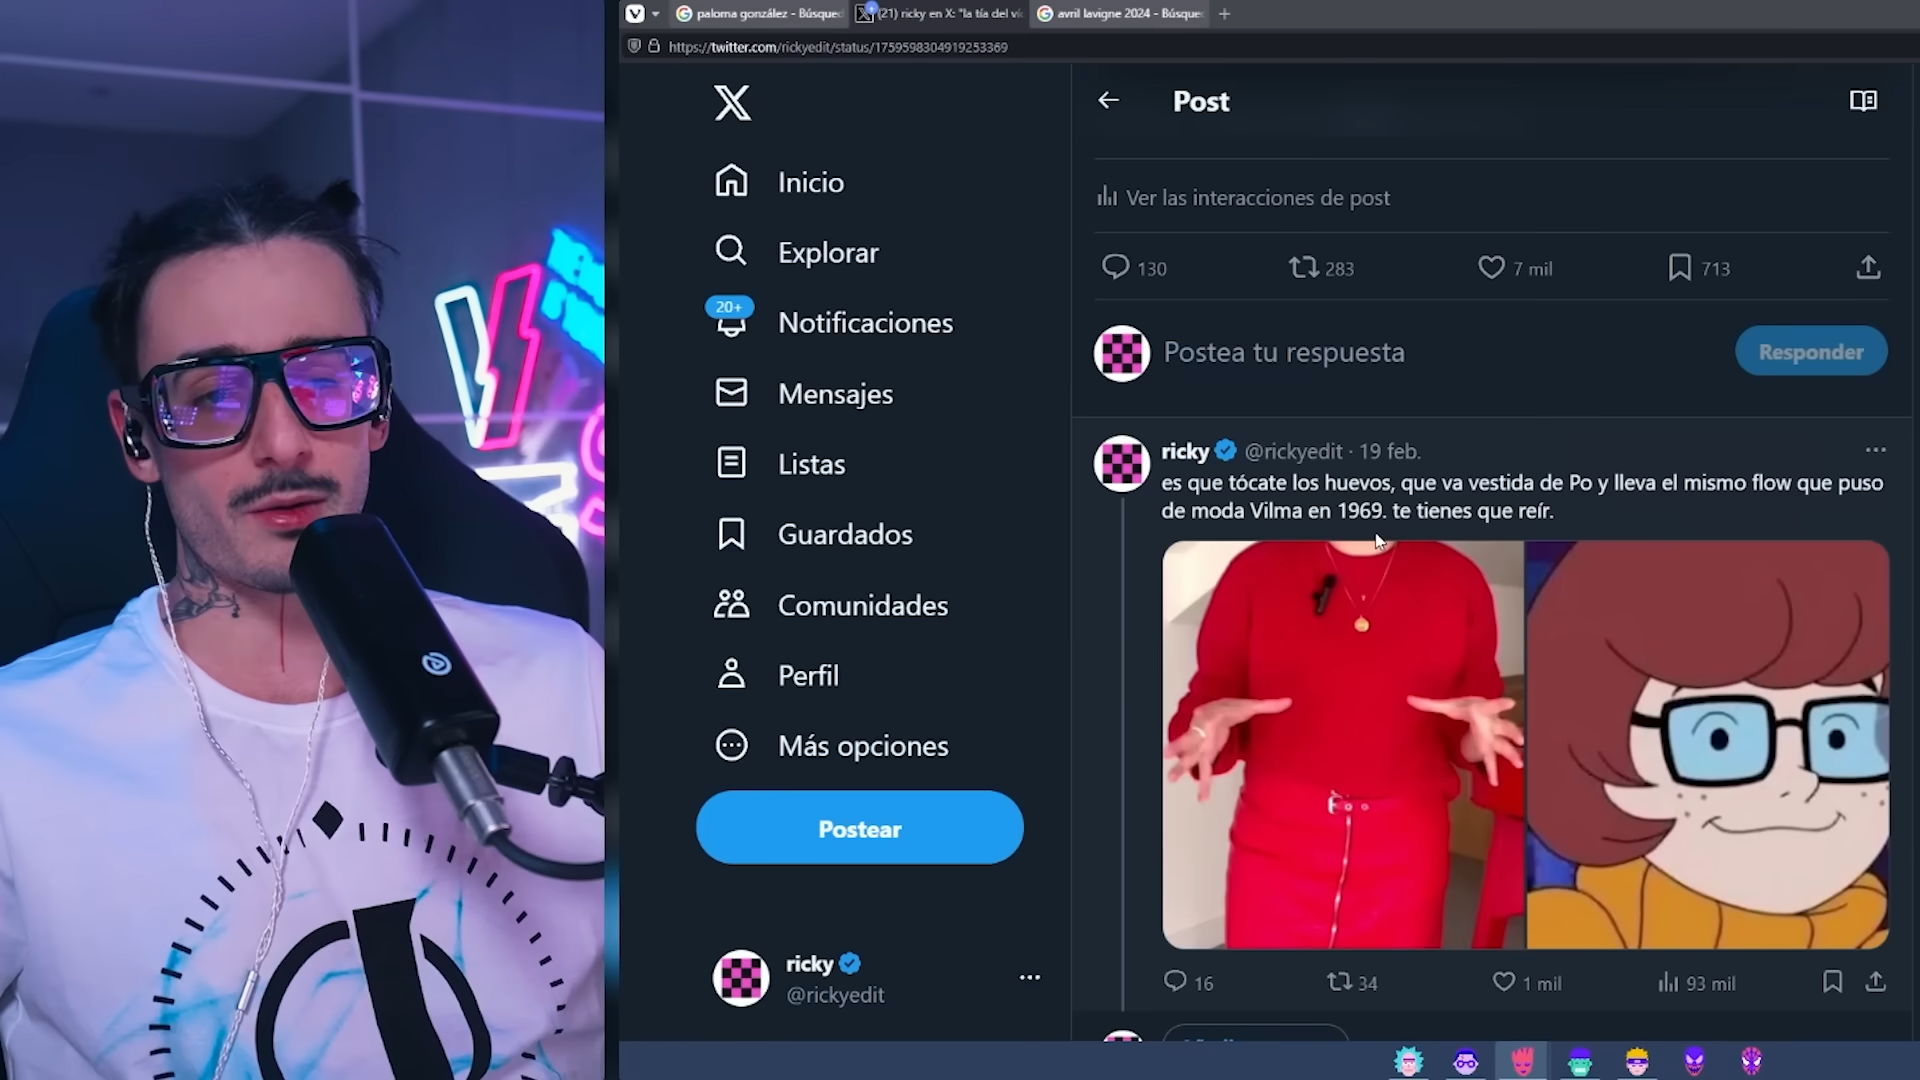 paloma gonzález - Búsqued
(21) ricky en X: "la tía del ví
avril lavigne 2024 - Búsque
https://twitter.com/rickyedit/status/1759598304919253369
Post
Inicio
Explorar
20+
Notificaciones
Mensajes
Listas
Guardados
Comunidades
Perfil
Más opciones
Postear
ricky
@rickyedit
Ver las interacciones de post
130 283 7 mil 713
Postea tu respuesta
Responder
ricky @rickyedit · 19 feb.
es que tócate los huevos, que va vestida de Po y lleva el mismo flow que puso
de moda Vilma en 1969. te tienes que reír.
16 34 1 mil 93 mil